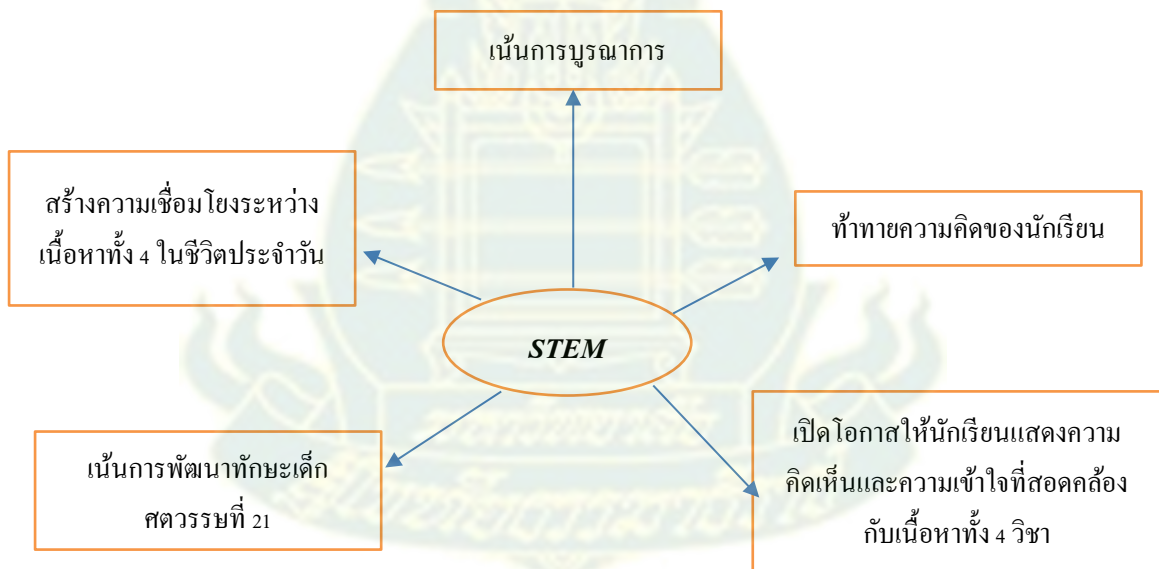 เน้นการบูรณาการ
สร้างความเชื่อมโยงระหว่าง
เนื้อหาทั้ง 4 ในชีวิตประจำวัน
ท้าทายความคิดของนักเรียน
STEM
เน้นการพัฒนาทักษะเด็ก
ศตวรรษที่ 21
เปิดโอกาสให้นักเรียนแสดงความ
คิดเห็นและความเข้าใจที่สอดคล้อง
กับเนื้อหาทั้ง 4 วิชา